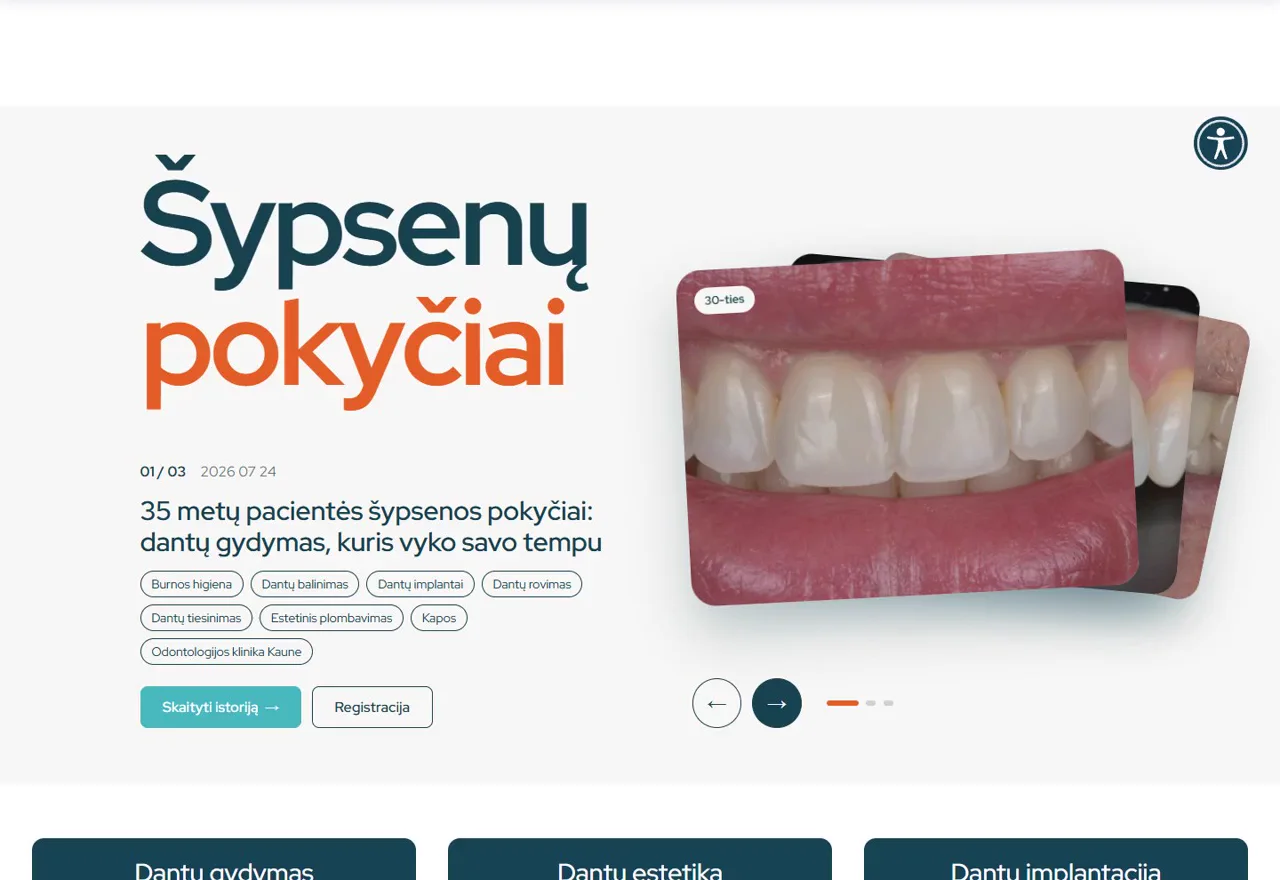 Šypsenų
pokyčiai
01 / 03 2026 07 24
35 metų pacientės šypsenos pokyčiai:
dantų gydymas, kuris vyko savo tempu
Burnos higiena Dantų balinimas Dantų implantai Dantų rovimas
Dantų tiesinimas Estetinis plombavimas Kapos
Odontologijos klinika Kaune
Skaityti istoriją → Registracija
30-ties
← →
Dantų gydymas Dantų estetika Dantų implantacija